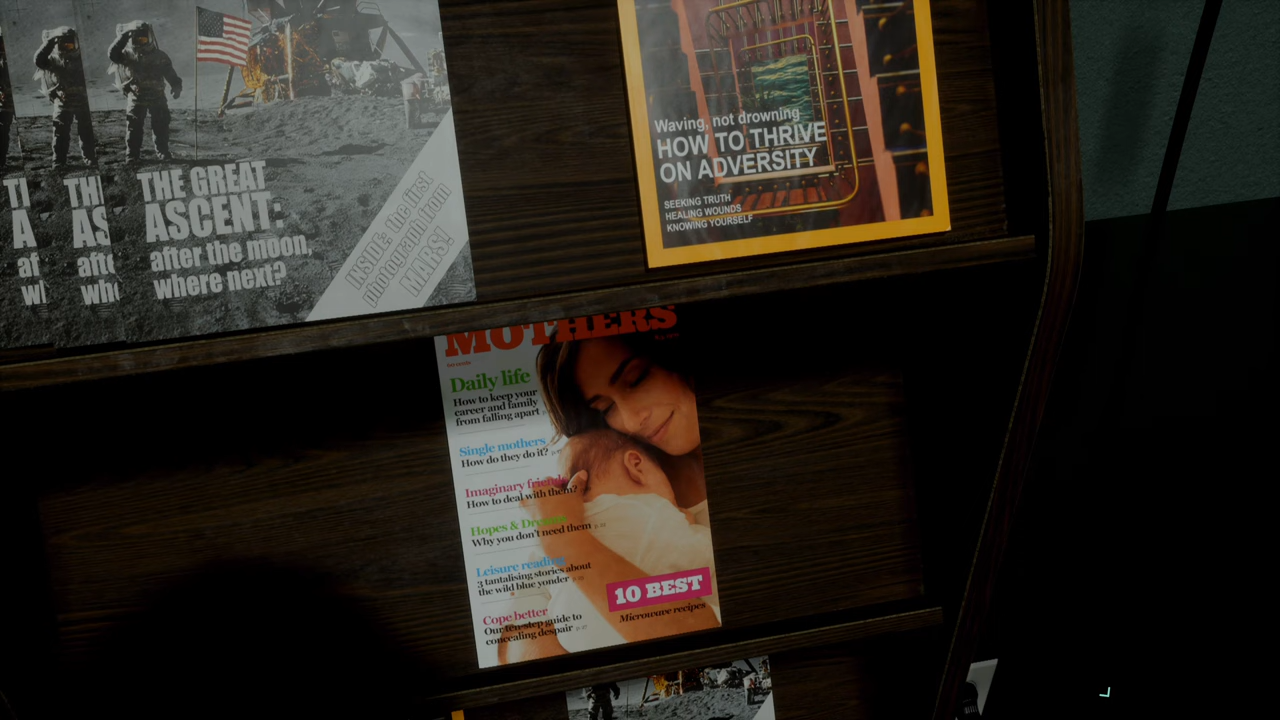 THE GREAT
ASCENT:
after the moon,
where next?
INSIDE: the first
photographs from
MARS!
Waving, not drowning
HOW TO THRIVE
ON ADVERSITY
SEEKING TRUTH
HEALING WOUNDS
KNOWING YOURSELF
MOTHERS
Daily life
How to keep your
career and family
from falling apart
Single mothers
How do they do it?
Imaginary friends
How to deal with them?
Hopes & Dreams
Why you don't need them
Leisure reading
3 tantalising stories about
the wild blue yonder
Cope better
Our ten-step guide to
concealing despair
10 BEST
Microwave recipes